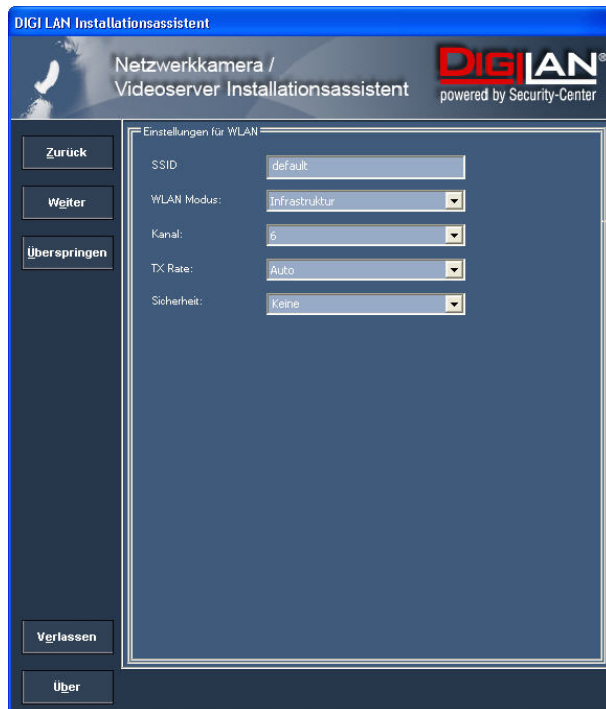 DIGI LAN Installationsassistent
Netzwerkkamera /
Videoserver Installationsassistent
DIGILAN®
powered by Security-Center
Zurück
Weiter
Überspringen
Einstellungen für WLAN
SSID default
WLAN Modus: Infrastruktur
Kanal: 6
TX Rate: Auto
Sicherheit: Keine
Verlassen
Über